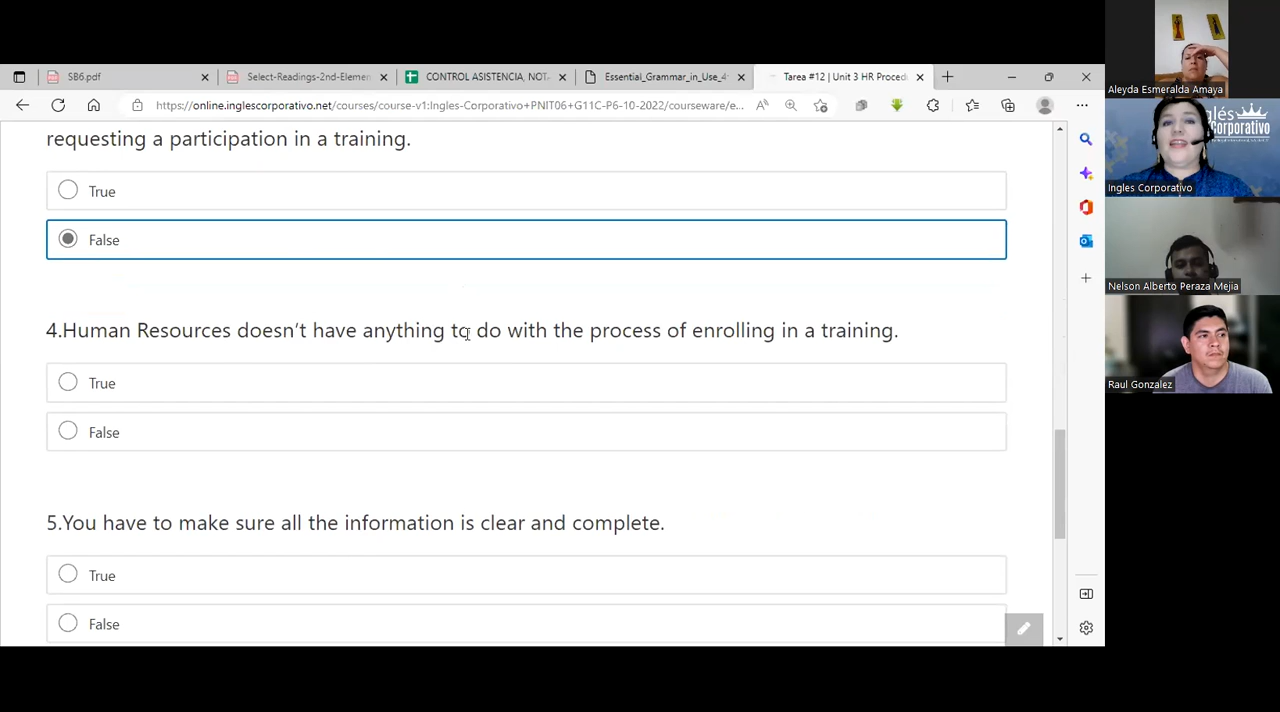 SB6.pdf
Select-Readings-2nd-Elemen
CONTROL ASISTENCIA, NOT
Essential_Grammar_in_Use_4
Tarea #12 | Unit 3 HR Proced
https://online.inglescorporativo.net/courses/course-v1:Ingles-Corporativo+PNIT06+G11C-P6-10-2022/courseware/e...
requesting a participation in a training.
True
False
4.Human Resources doesn't have anything to do with the process of enrolling in a training.
True
False
5.You have to make sure all the information is clear and complete.
True
False
Aleyda Esmeralda Amaya
glés
Corporativo
Ingles Corporativo
Nelson Alberto Peraza Mejia
Raul Gonzalez